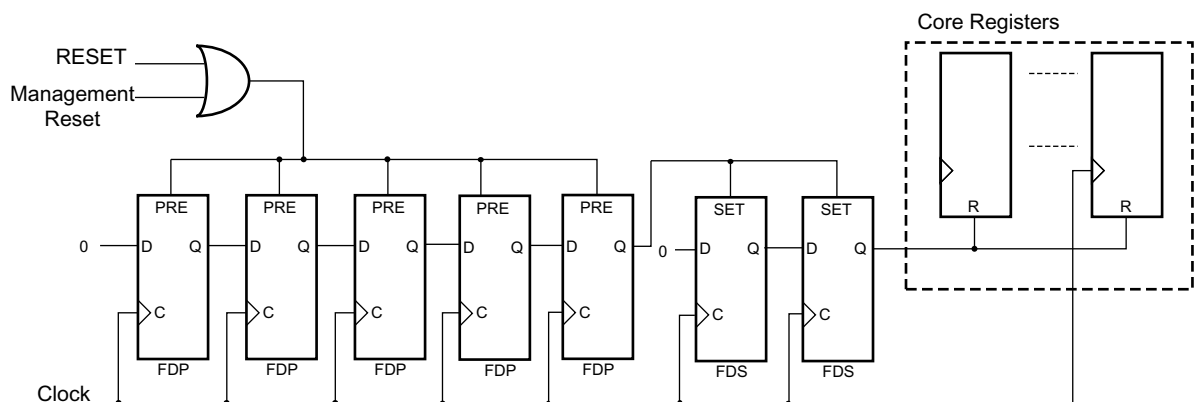 Core Registers
RESET
Management
Reset
PRE PRE PRE PRE PRE
SET SET
R R
0 D Q D Q D Q D Q D Q 0 D Q D Q
C C C C C C C
FDP FDP FDP FDP FDP FDS FDS
Clock